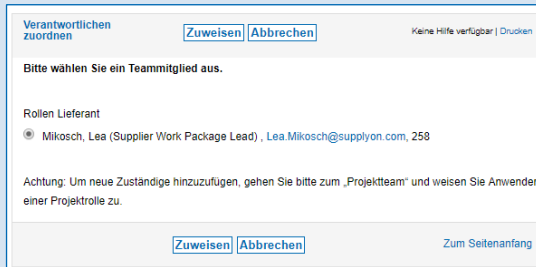 Verantwortlichen zuordnen
Zuweisen Abbrechen
Keine Hilfe verfügbar | Drucken
Bitte wählen Sie ein Teammitglied aus.
Rollen Lieferant
Mikosch, Lea (Supplier Work Package Lead) , Lea.Mikosch@supplyon.com, 258
Achtung: Um neue Zuständige hinzuzufügen, gehen Sie bitte zum „Projektteam“ und weisen Sie Anwender
einer Projektrolle zu.
Zuweisen Abbrechen
Zum Seitenanfang